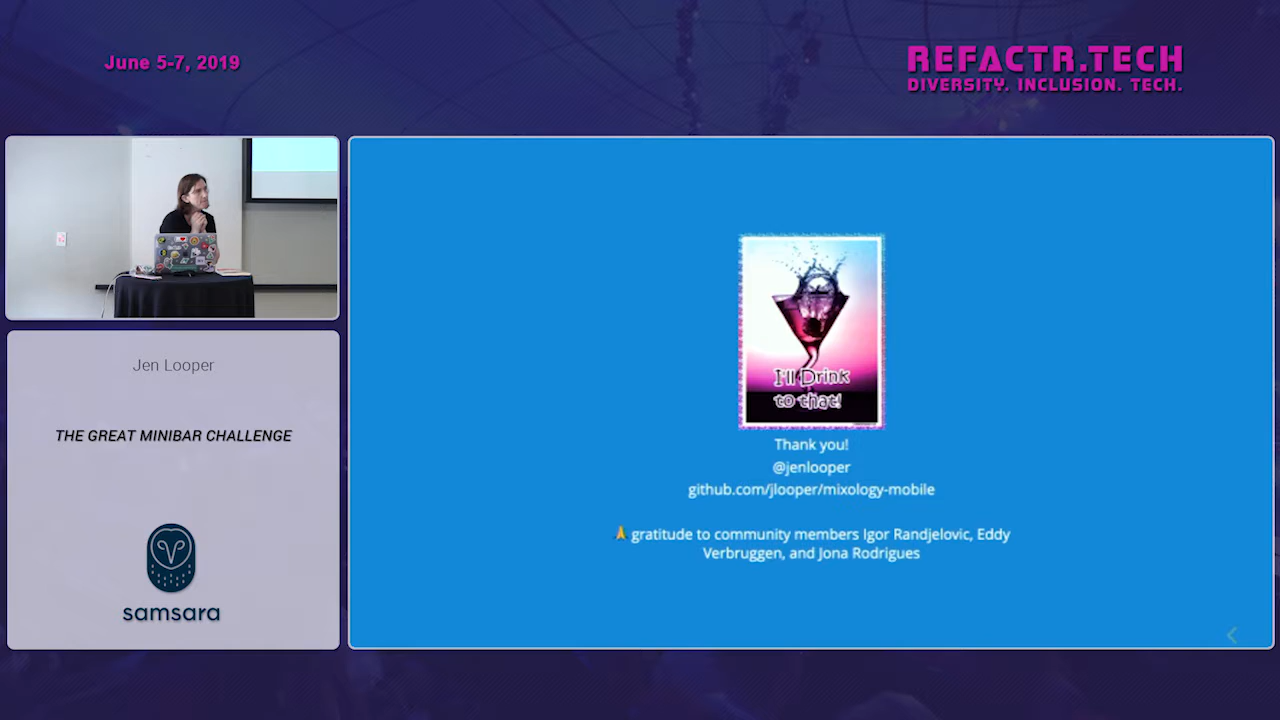 June 5-7, 2019
REFACTR.TECH
DIVERSITY. INCLUSION. TECH.
Jen Looper
THE GREAT MINIBAR CHALLENGE
samsara
I'll Drink
to that!
Thank you!
@jenlooper
github.com/jlooper/mixology-mobile
🙏 gratitude to community members Igor Randjelovic, Eddy
Verbruggen, and Jona Rodrigues